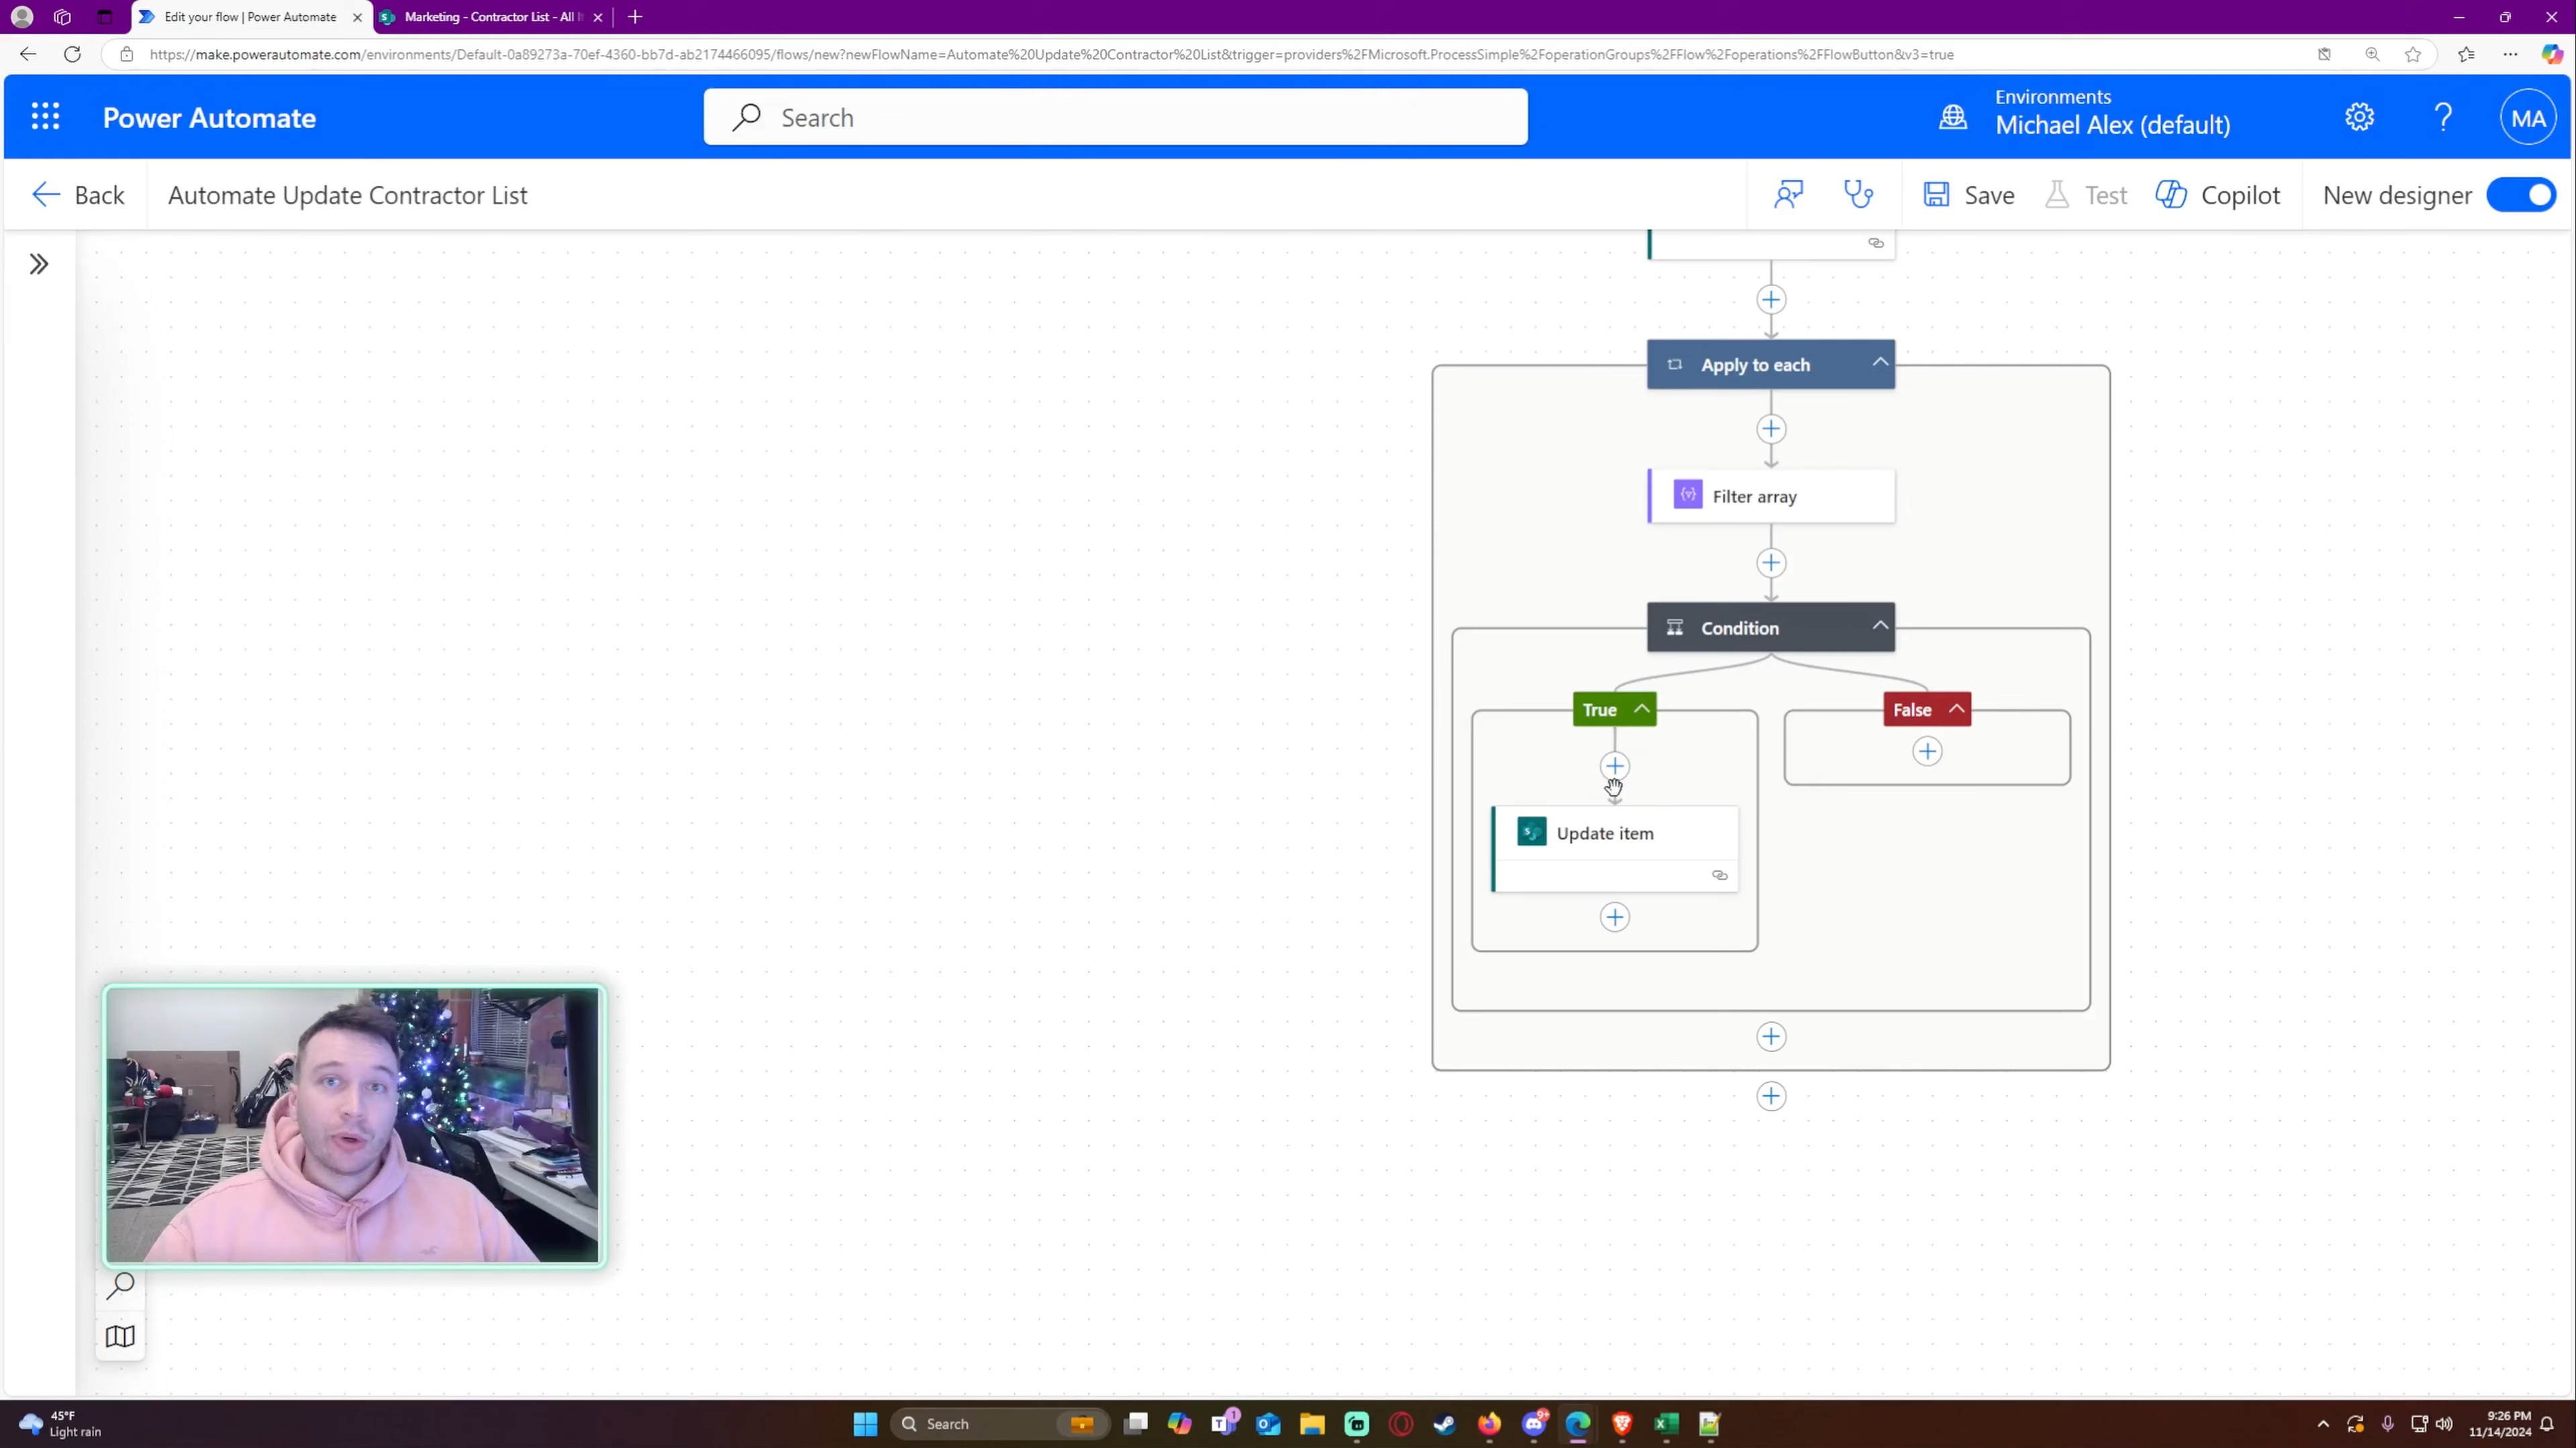 Edit your flow | Power Automate
Marketing - Contractor List - All It
https://make.powerautomate.com/environments/Default-0a89273a-70ef-4360-bb7d-ab2174466095/flows/new?newFlowName=Automate%20Update%20Contractor%20List&trigger=providers%2FMicrosoft.ProcessSimple%2FoperationGroups%2FFlow%2Foperations%2FFlowButton&v3=true
Power Automate
Search
Environments
Michael Alex (default)
MA
Back
Automate Update Contractor List
Save
Test
Copilot
New designer
Apply to each
Filter array
Condition
True
False
Update item
45°F
Light rain
Search
9:26 PM
11/14/2024